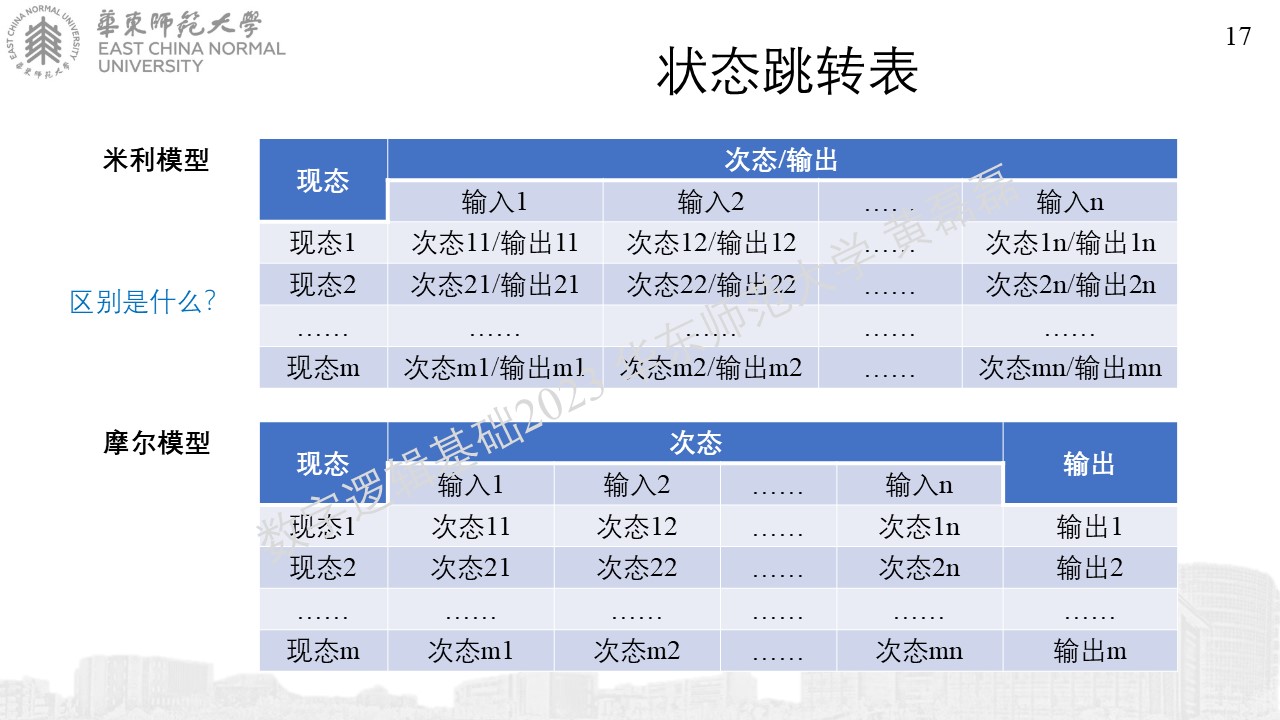 華東師範大學
EAST CHINA NORMAL
UNIVERSITY
EAST CHINA NORMAL UNIVERSITY
華東师范大学
17
状态跳转表
米利模型
现态 次态/输出
输入1 输入2 …… 输入n
现态1 次态11/输出11 次态12/输出12 …… 次态1n/输出1n
现态2 次态21/输出21 次态22/输出22 …… 次态2n/输出2n
…… …… …… …… ……
现态m 次态m1/输出m1 次态m2/输出m2 …… 次态mn/输出mn
区别是什么?
摩尔模型
现态 次态 输出
输入1 输入2 …… 输入n
现态1 次态11 次态12 …… 次态1n 输出1
现态2 次态21 次态22 …… 次态2n 输出2
…… …… …… …… …… ……
现态m 次态m1 次态m2 …… 次态mn 输出m
数字逻辑基础2023 华东师范大学 黄磊磊